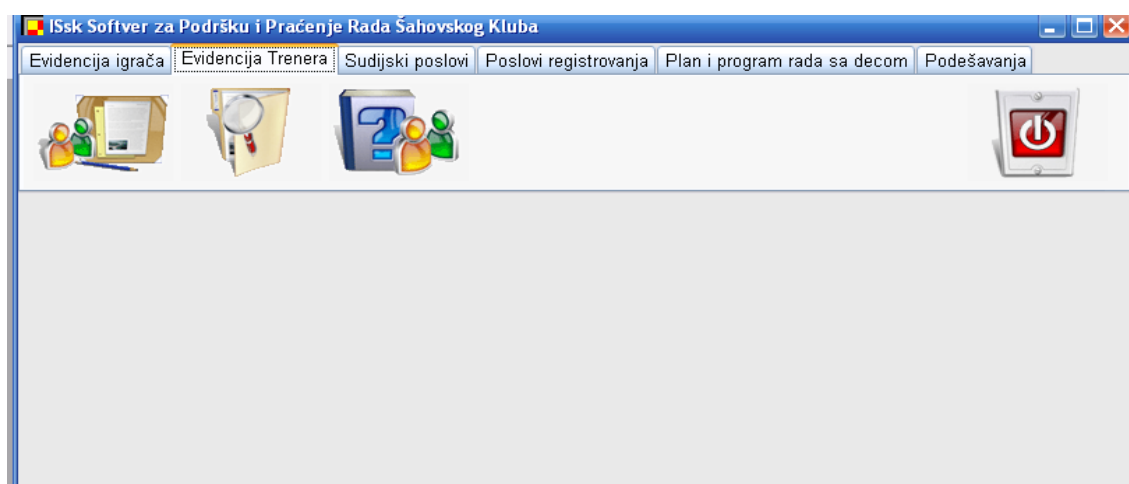 ISsk Softver za Podršku i Praćenje Rada Šahovskog Kluba
Evidencija igrača Evidencija Trenera Sudijski poslovi Poslovi registrovanja Plan i program rada sa decom Podešavanja